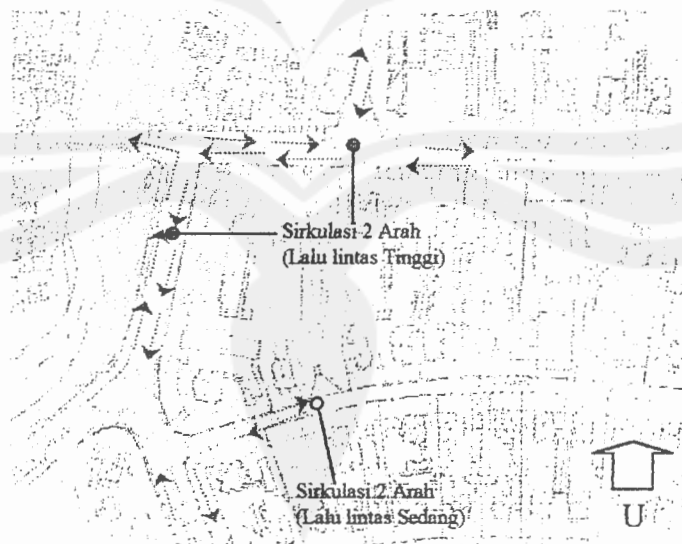 Sirkulasi 2 Arah
(Lalu lintas Tinggi)
Sirkulasi 2 Arah
(Lalu lintas Sedang)
U